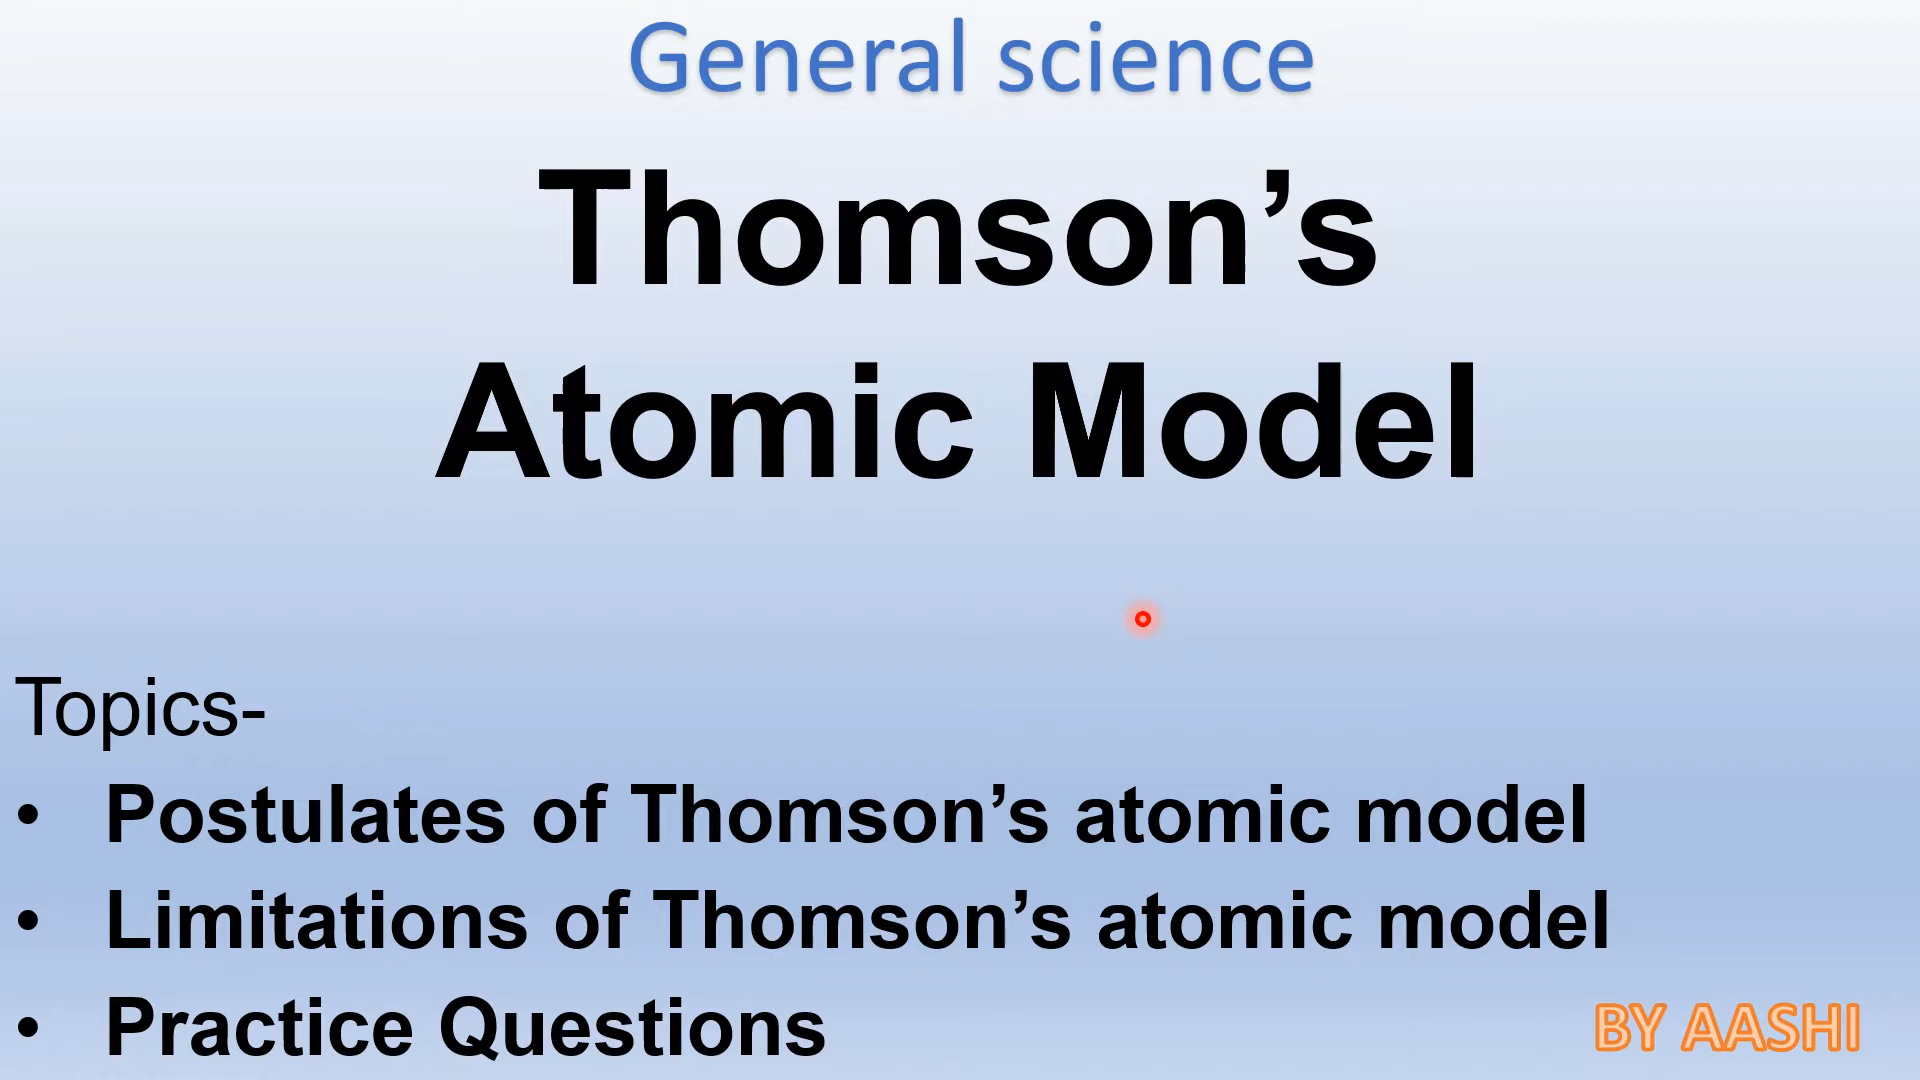 General science
Thomson’s
Atomic Model
Topics-
• Postulates of Thomson’s atomic model
• Limitations of Thomson’s atomic model
• Practice Questions
BY AASHI